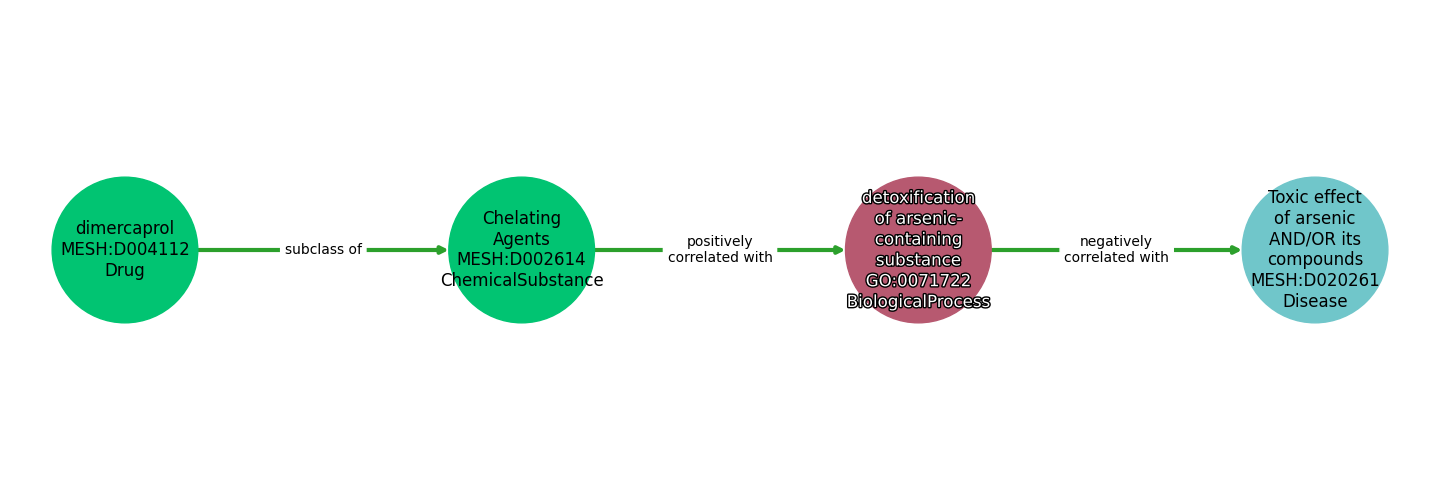 dimercaprol
MESH:D004112
Drug
subclass of
Chelating
Agents
MESH:D002614
ChemicalSubstance
positively
correlated with
detoxification
of arsenic-
containing
substance
GO:0071722
BiologicalProcess
negatively
correlated with
Toxic effect
of arsenic
AND/OR its
compounds
MESH:D020261
Disease